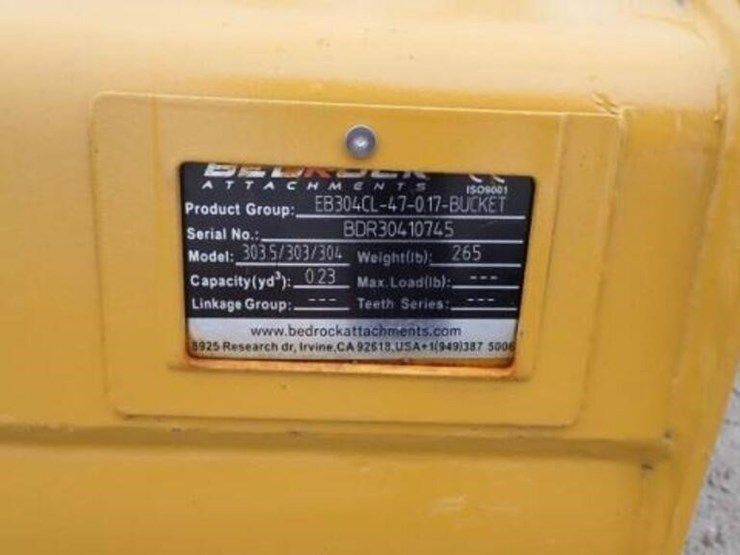 BEDROCK
ATTACHMENTS
ISO9001
Product Group: EB304CL-47-0.17-BUCKET
Serial No.: BDR30410745
Model: 303.5/303/304 Weight(lb): 265
Capacity(yd³): 0.23 Max.Load(lb): ---
Linkage Group: --- Teeth Series: ---
www.bedrockattachments.com
8925 Research dr, Irvine,CA 92618,USA+1(949)387 5006